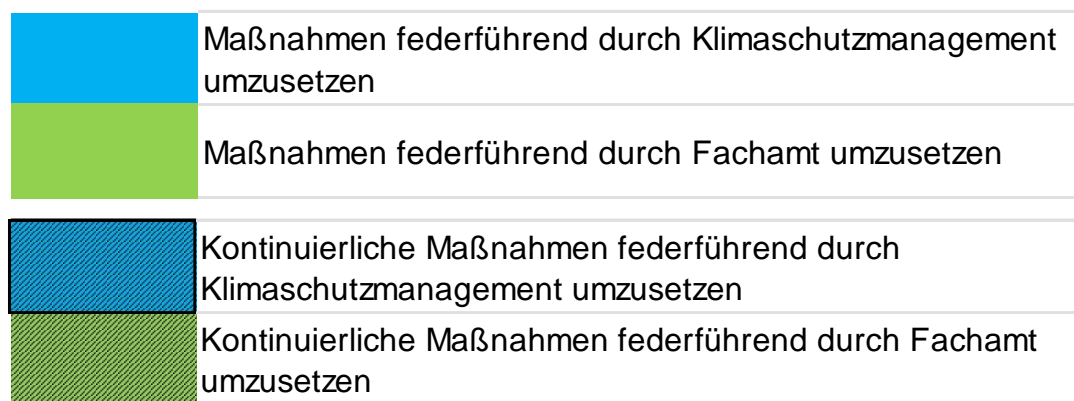 Maßnahmen federführend durch Klimaschutzmanagement
umzusetzen
Maßnahmen federführend durch Fachamt umzusetzen
Kontinuierliche Maßnahmen federführend durch
Klimaschutzmanagement umzusetzen
Kontinuierliche Maßnahmen federführend durch Fachamt
umzusetzen